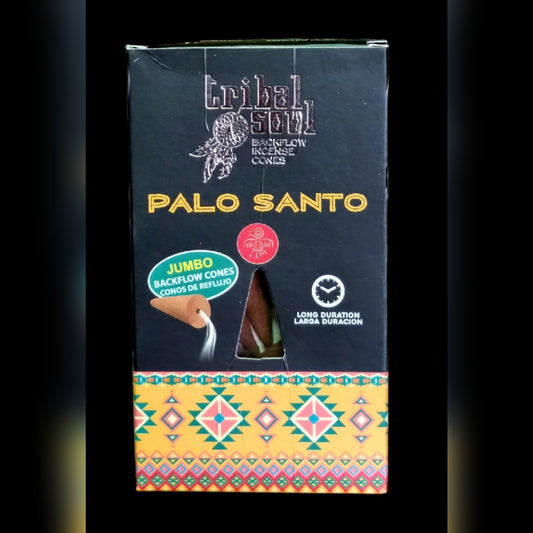 tribal
soul
BACKFLOW
INCENSE
CONES
PALO SANTO
JUMBO
BACKFLOW CONES
CONOS DE REFLUJO
LONG DURATION
LARGA DURACION